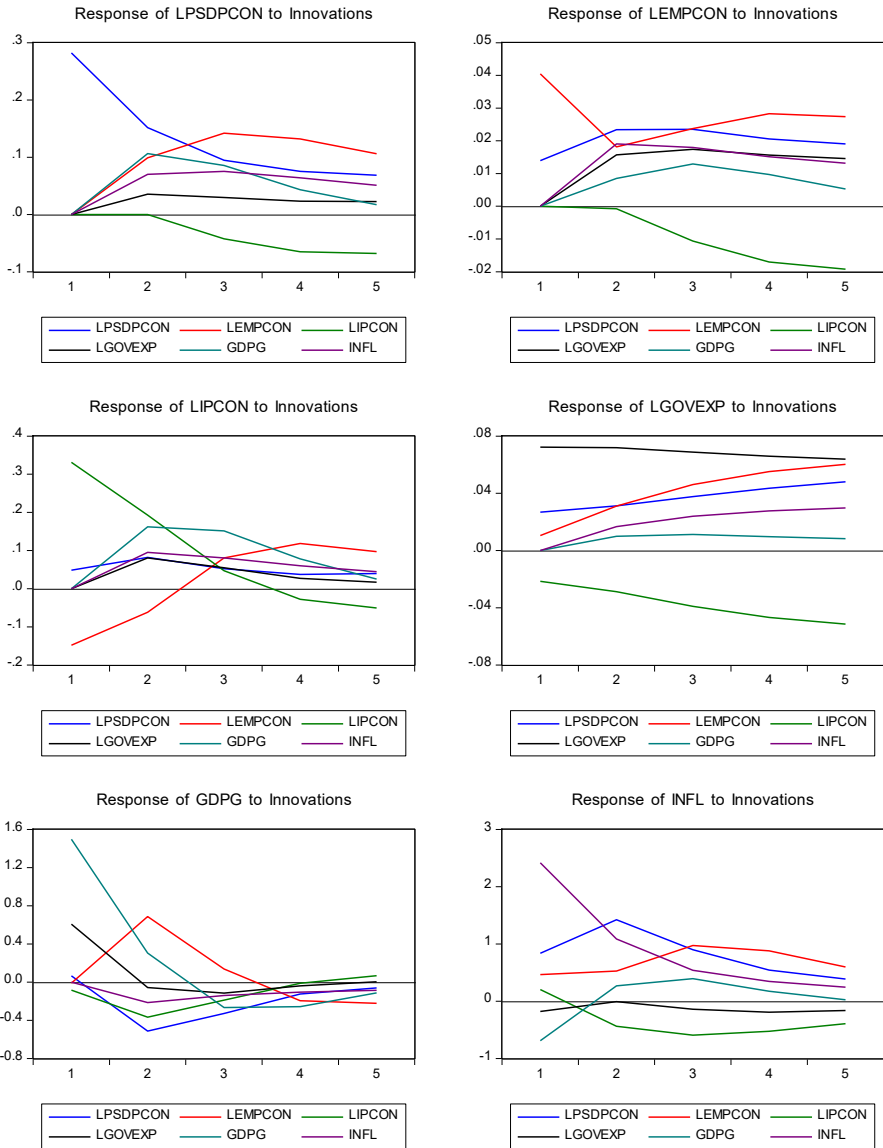 Response of LPSDPCON to Innovations
.3
.2
.1
.0
-.1
1 2 3 4 5
LPSDPCON LEMPCON LIPCON
LGOVEXP GDPG INFL
Response of LEMPCON to Innovations
.05
.04
.03
.02
.01
.00
-.01
-.02
1 2 3 4 5
LPSDPCON LEMPCON LIPCON
LGOVEXP GDPG INFL
Response of LIPCON to Innovations
.4
.3
.2
.1
.0
-.1
-.2
1 2 3 4 5
LPSDPCON LEMPCON LIPCON
LGOVEXP GDPG INFL
Response of LGOVEXP to Innovations
.08
.04
.00
-.04
-.08
1 2 3 4 5
LPSDPCON LEMPCON LIPCON
LGOVEXP GDPG INFL
Response of GDPG to Innovations
1.6
1.2
0.8
0.4
0.0
-0.4
-0.8
1 2 3 4 5
LPSDPCON LEMPCON LIPCON
LGOVEXP GDPG INFL
Response of INFL to Innovations
3
2
1
0
-1
1 2 3 4 5
LPSDPCON LEMPCON LIPCON
LGOVEXP GDPG INFL